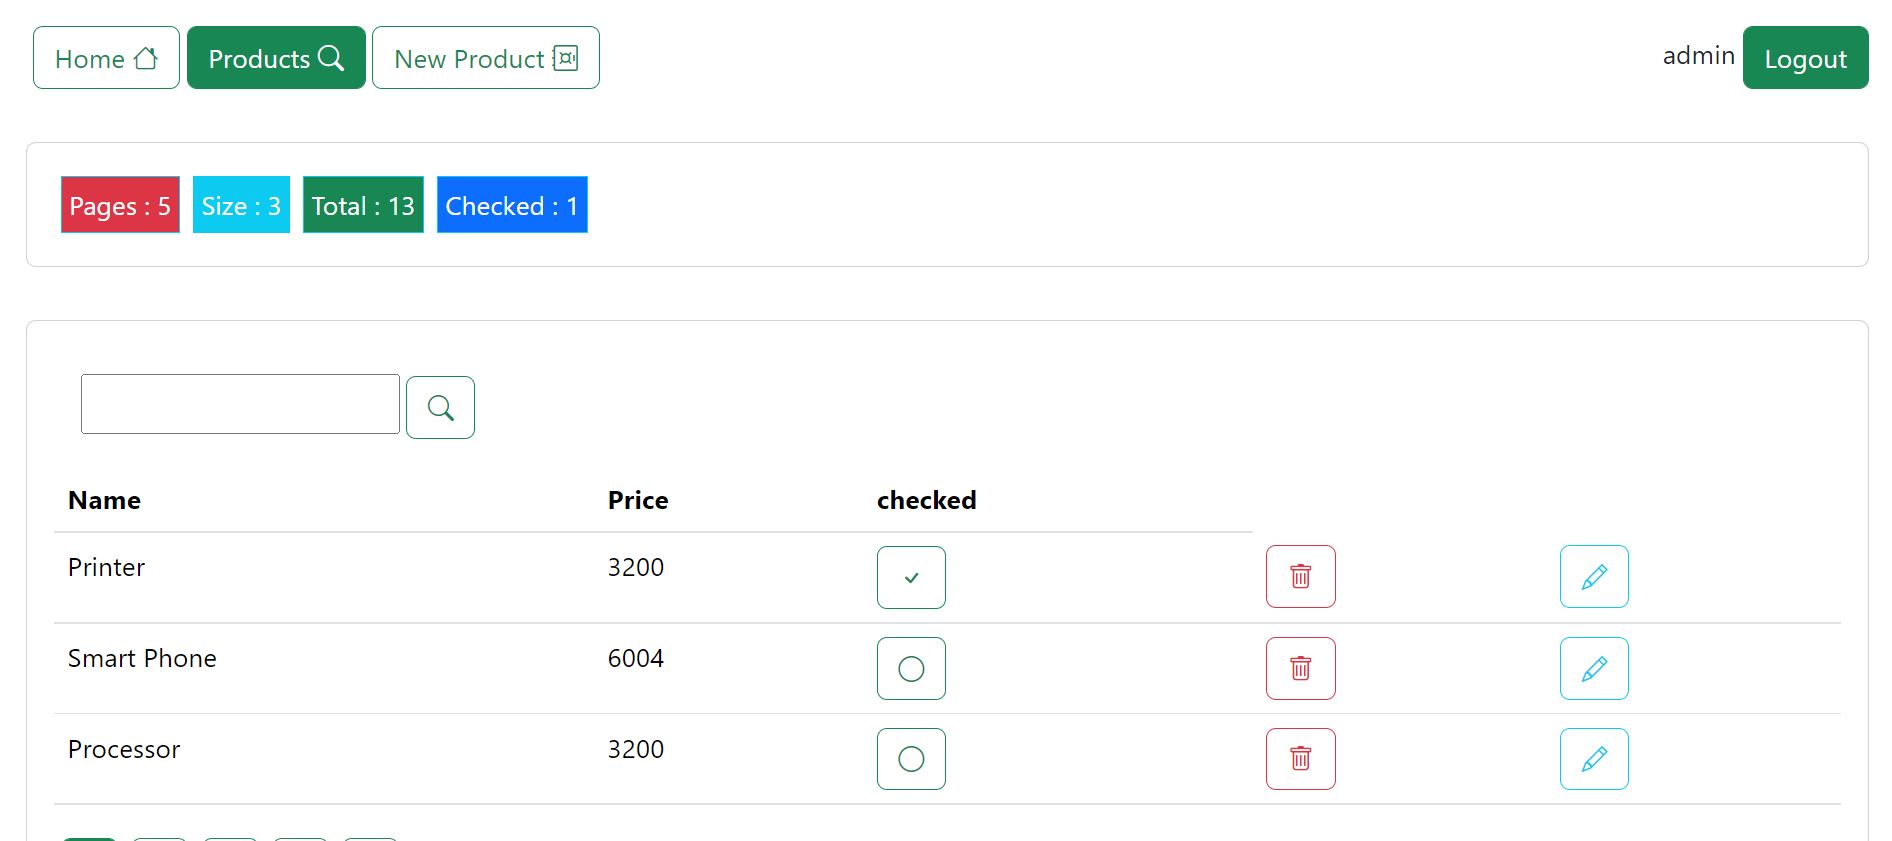 Home Products New Product admin Logout
Pages : 5 Size : 3 Total : 13 Checked : 1
Name Price checked
Printer 3200
Smart Phone 6004
Processor 3200